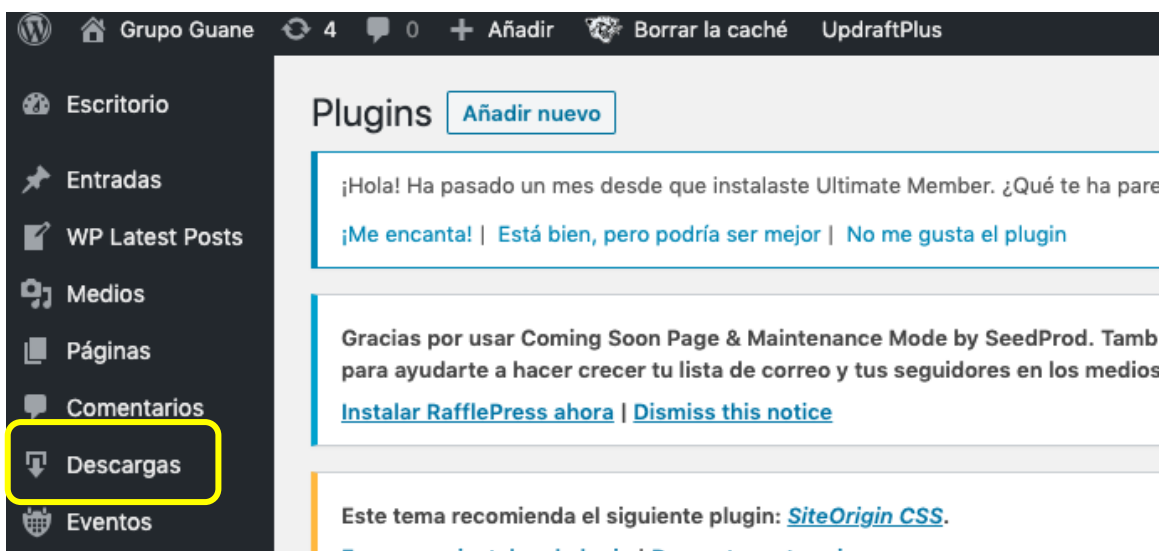 Grupo Guane 4 0 + Añadir Borrar la caché UpdraftPlus
Escritorio
Entradas
WP Latest Posts
Medios
Páginas
Comentarios
Descargas
Eventos
Plugins Añadir nuevo
¡Hola! Ha pasado un mes desde que instalaste Ultimate Member. ¿Qué te ha pare
¡Me encanta! | Está bien, pero podría ser mejor | No me gusta el plugin
Gracias por usar Coming Soon Page & Maintenance Mode by SeedProd. Tamb
para ayudarte a hacer crecer tu lista de correo y tus seguidores en los medios
Instalar RafflePress ahora | Dismiss this notice
Este tema recomienda el siguiente plugin: SiteOrigin CSS.